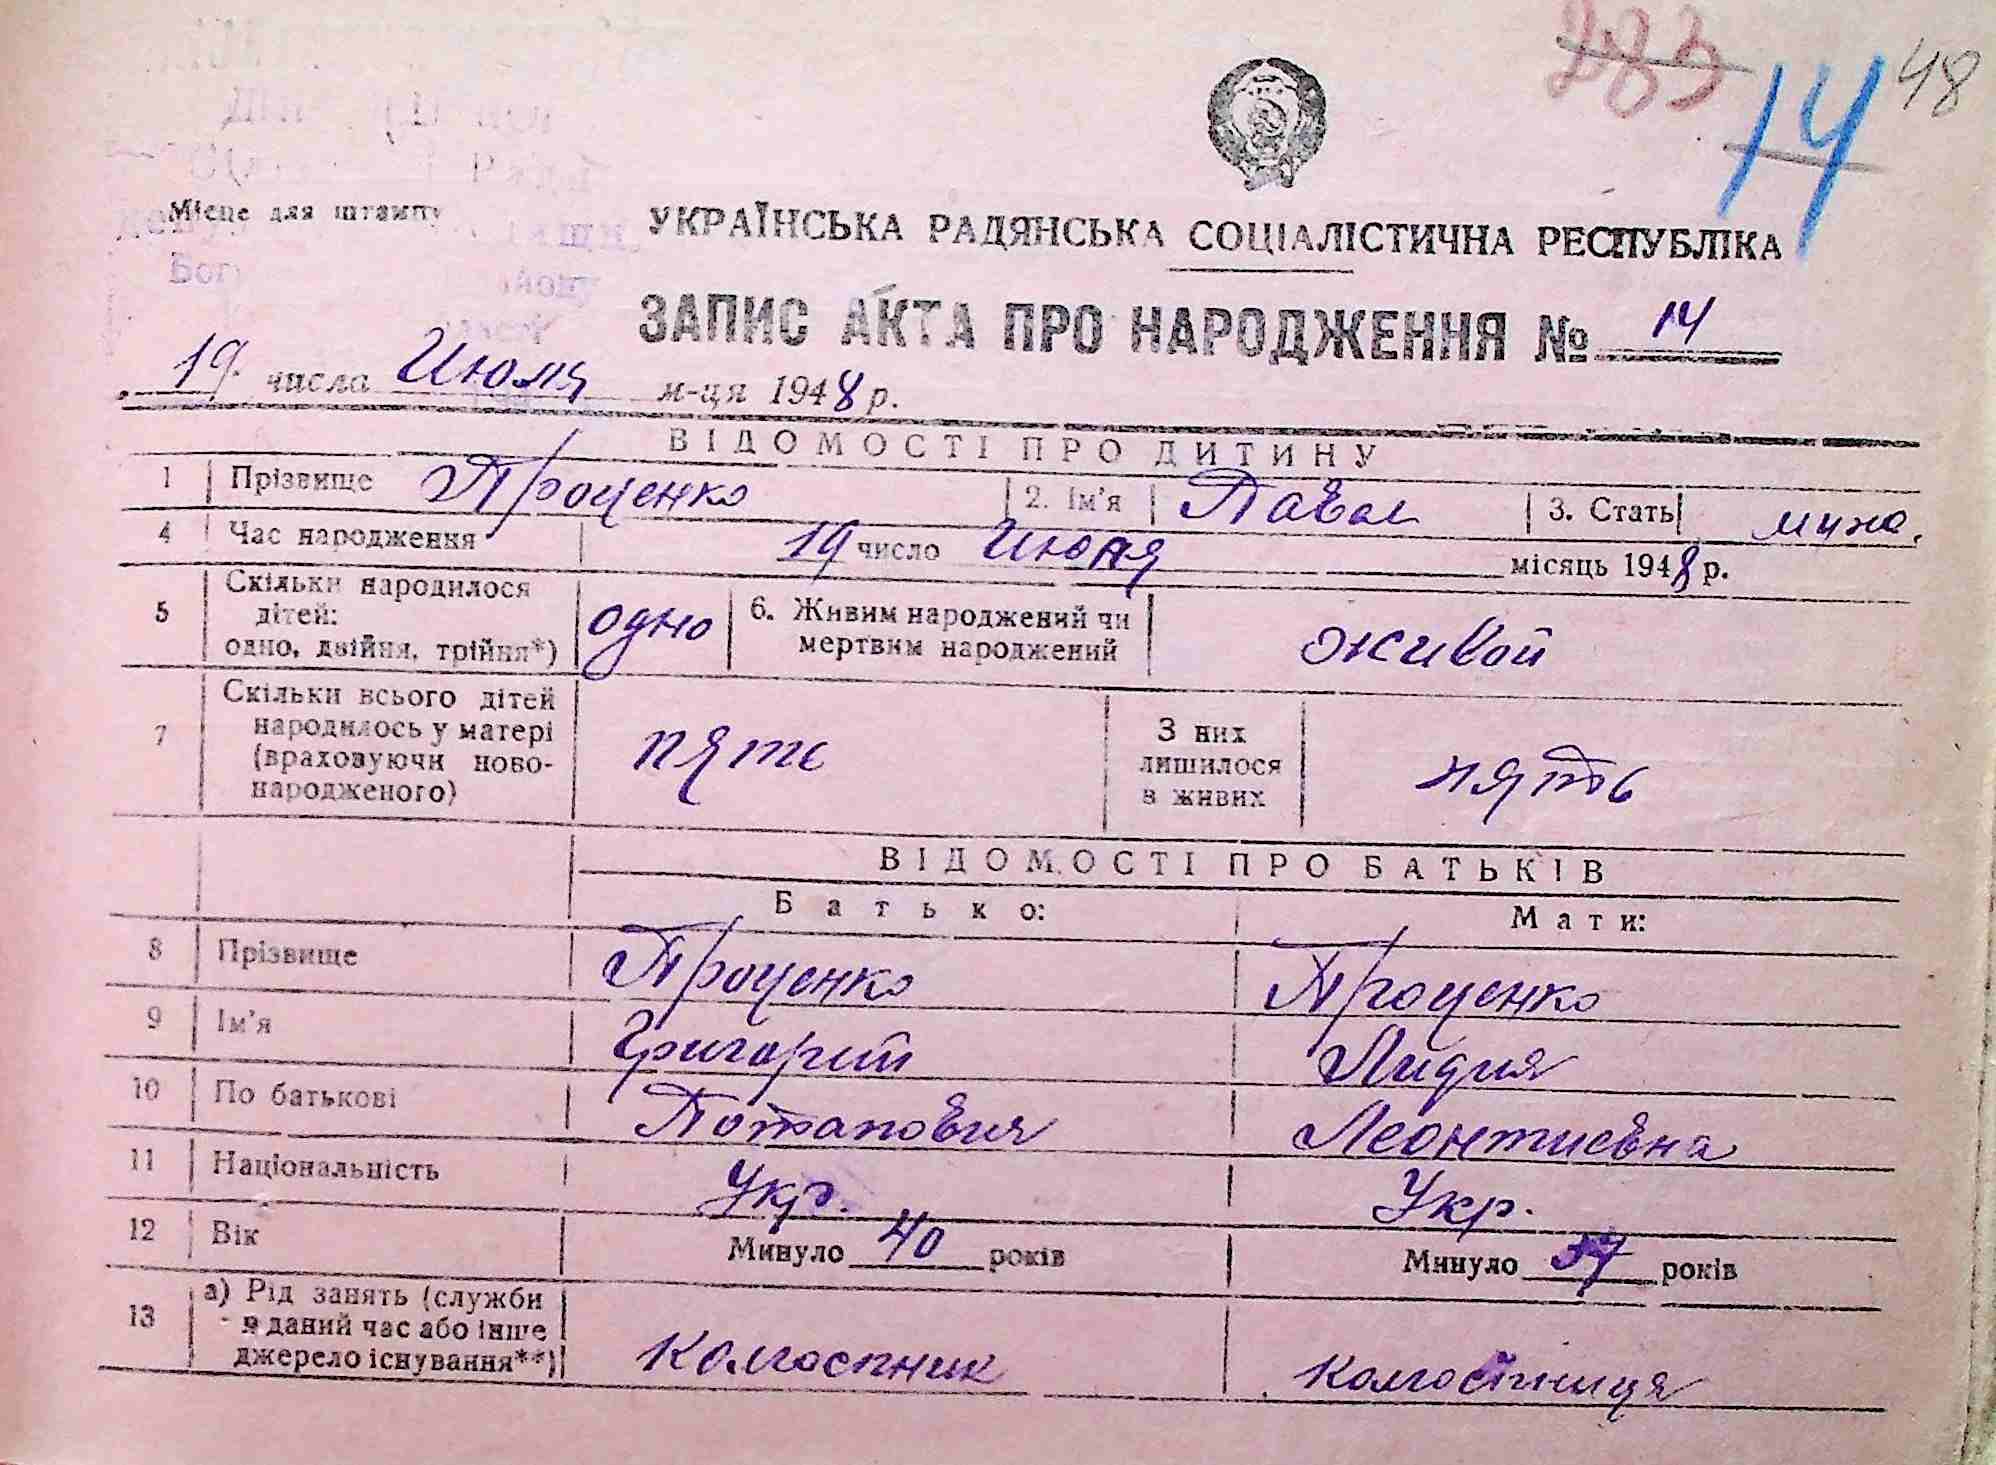 283 14 48
Місце для штампу
УКРАЇНСЬКА РАДЯНСЬКА СОЦІАЛІСТИЧНА РЕСПУБЛІКА
ЗАПИС АКТА ПРО НАРОДЖЕННЯ № 14
19. числа Июля м-ця 1948 р.
ВІДОМОСТІ ПРО ДИТИНУ
1 Прізвище Проценко 2. Ім'я Павел 3. Стать муж.
4 Час народження 19 число Июня місяць 1948 р.
5 Скільки народилося дітей: одно, двійня, трійня*) одно 6. Живим народжений чи мертвим народжений живой
7 Скільки всього дітей народилось у матері (враховуючи новонародженого) пять З них лишилося в живих пять
ВІДОМОСТІ ПРО БАТЬКІВ
Батько: Мати:
8 Прізвище Проценко Проценко
9 Ім'я Григорий Лидия
10 По батькові Потапович Леонтиевна
11 Національність Укр. Укр.
12 Вік Минуло 40 років Минуло 37 років
13 а) Рід занять (служби в даний час або інше джерело існування**) Колгоспник колгоспниця